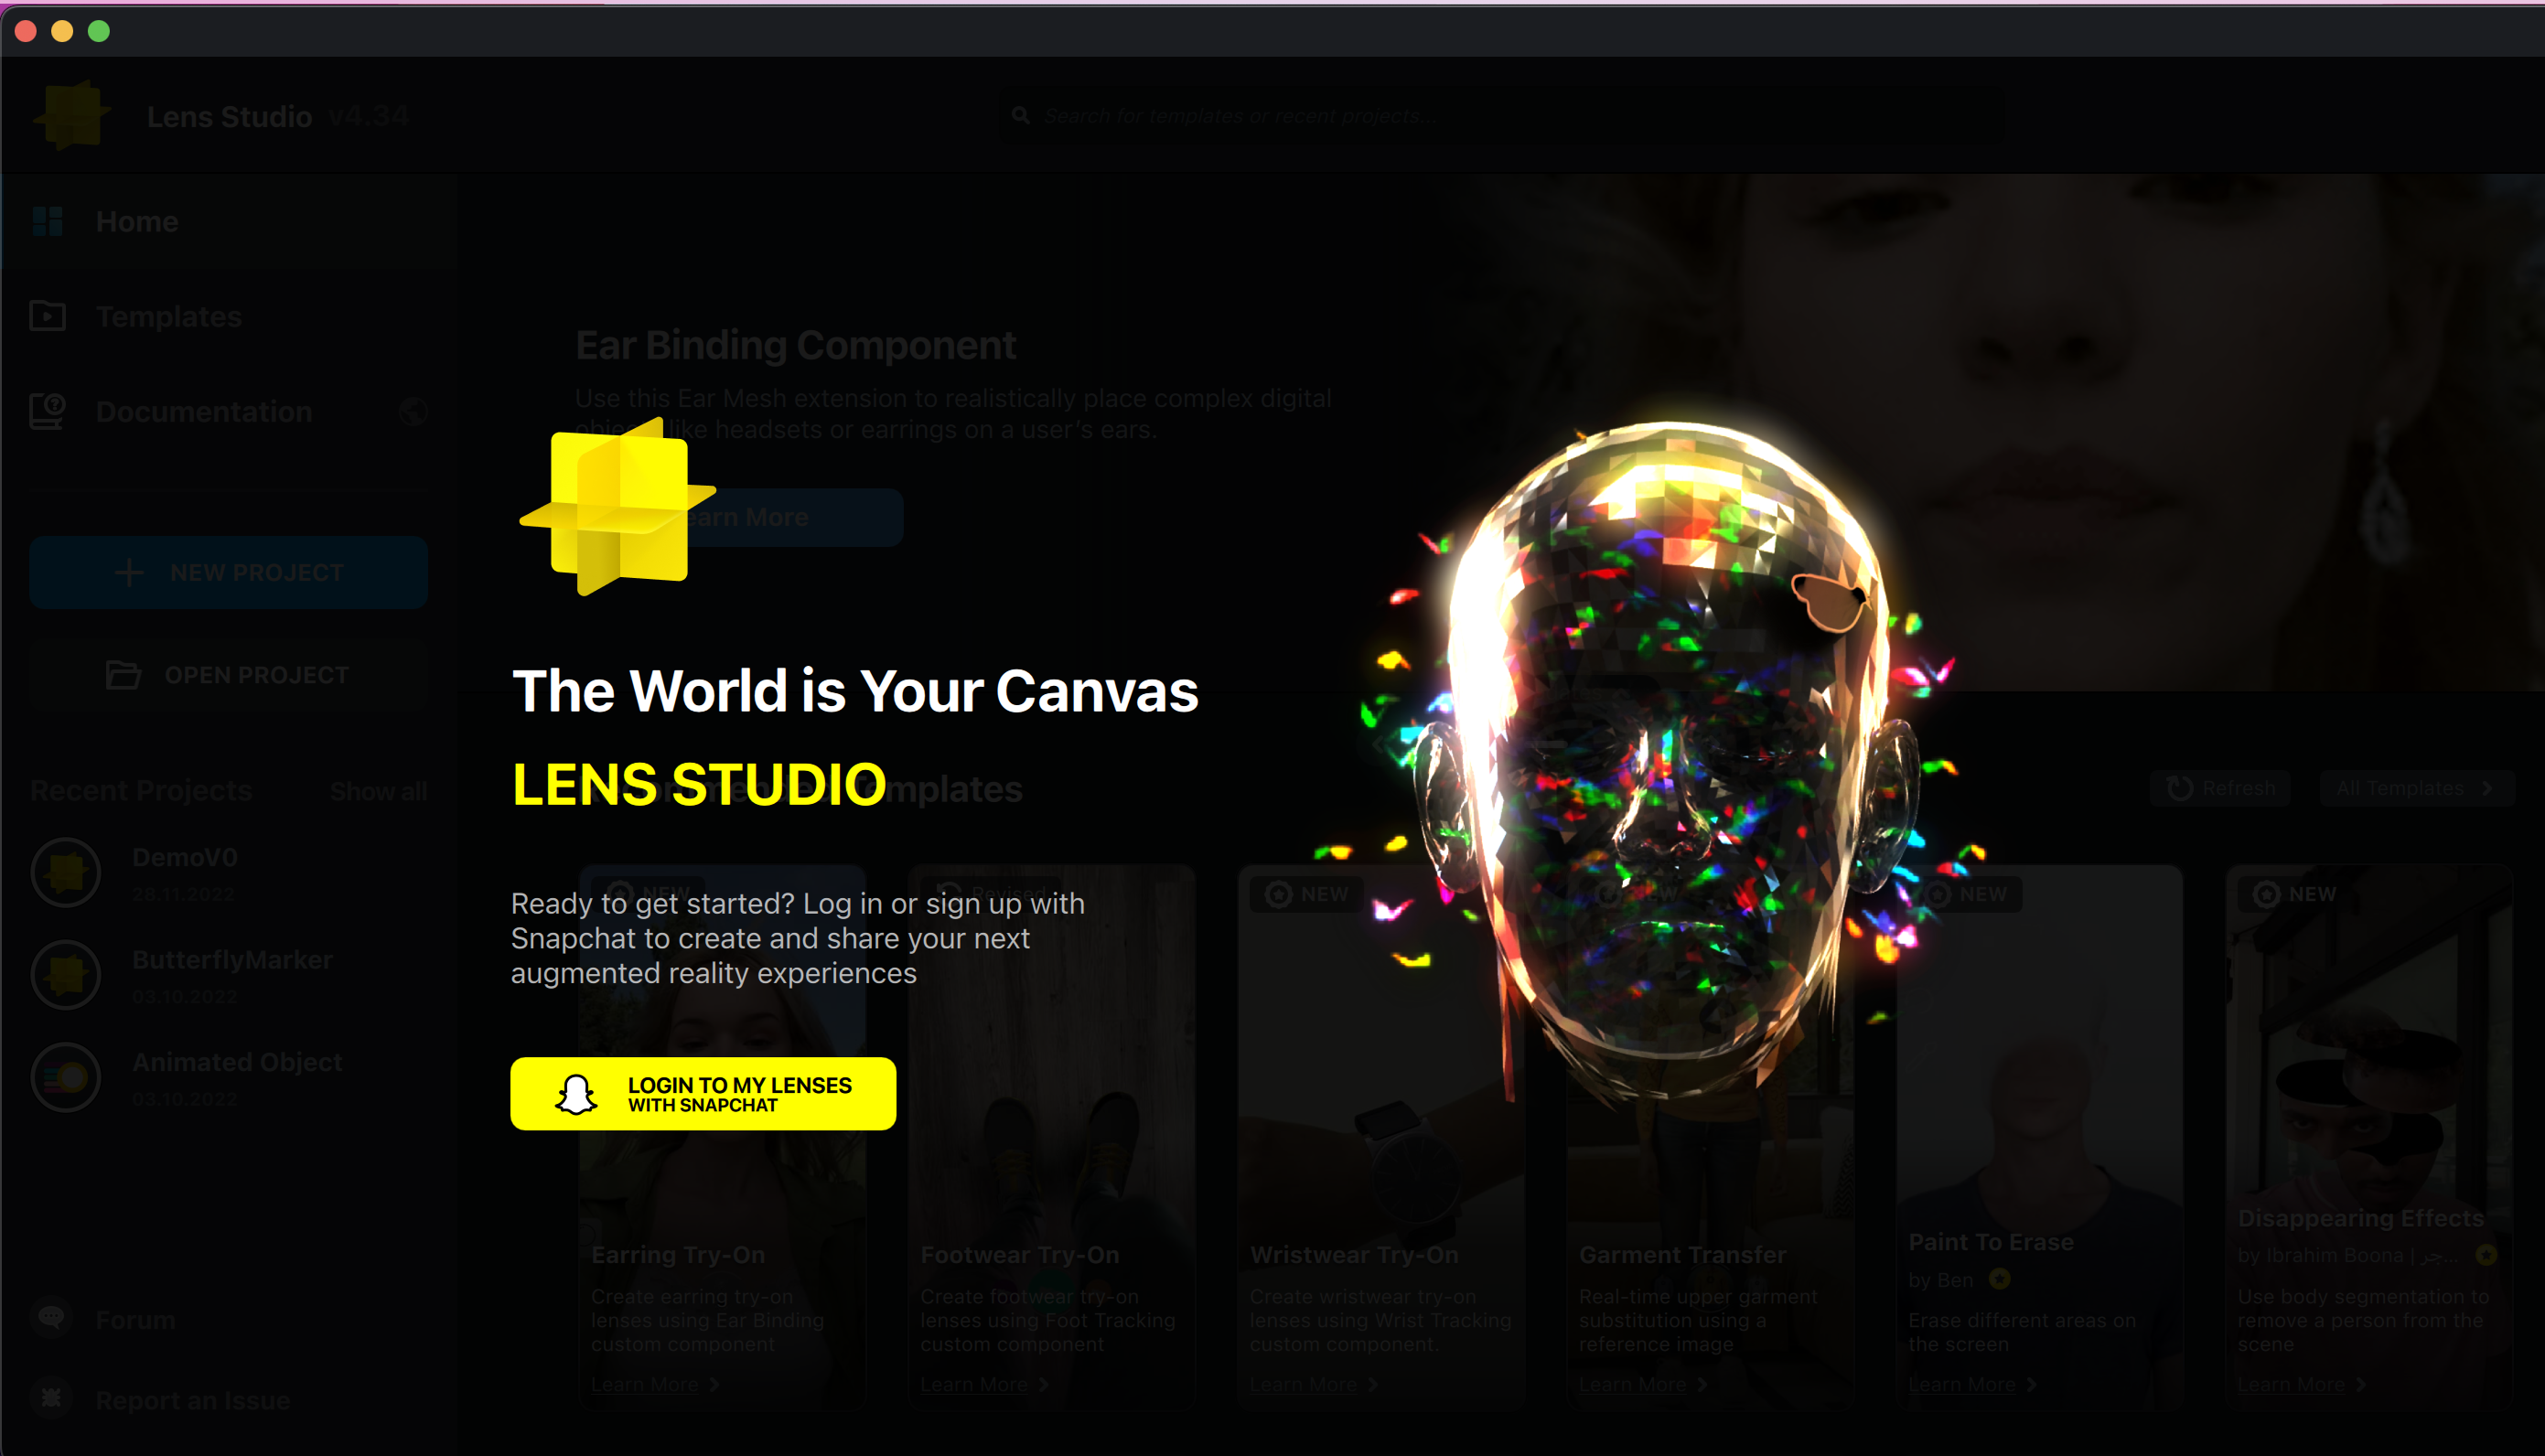 Lens Studio v4.34
Search for templates or recent projects...
Home
Templates
Documentation
NEW PROJECT
OPEN PROJECT
Recent Projects Show all
DemoV0
28.11.2022
ButterflyMarker
03.10.2022
Animated Object
03.10.2022
Forum
Report an Issue
Ear Binding Component
Use this Ear Mesh extension to realistically place complex digital
like headsets or earrings on a user's ears.
More
The World is Your Canvas
LENS STUDIO
Templates
Refresh
All Templates
Ready to get started? Log in or sign up with
Snapchat to create and share your next
augmented reality experiences
LOGIN TO MY LENSES
WITH SNAPCHAT
NEW
Revised
NEW
NEW
NEW
NEW
Earring Try-On
Create earring try-on
lenses using Ear Binding
custom component
Learn More
Footwear Try-On
Create footwear try-on
lenses using Foot Tracking
custom component
Learn More
Wristwear Try-On
Create wristwear try-on
lenses using Wrist Tracking
custom component.
Learn More
Garment Transfer
Real-time upper garment
substitution using a
reference image
Learn More
Paint To Erase
by Ben
Erase different areas on
the screen
Learn More
Disappearing Effects
by Ibrahim Boona |
Use body segmentation to
remove a person from the
scene
Learn More